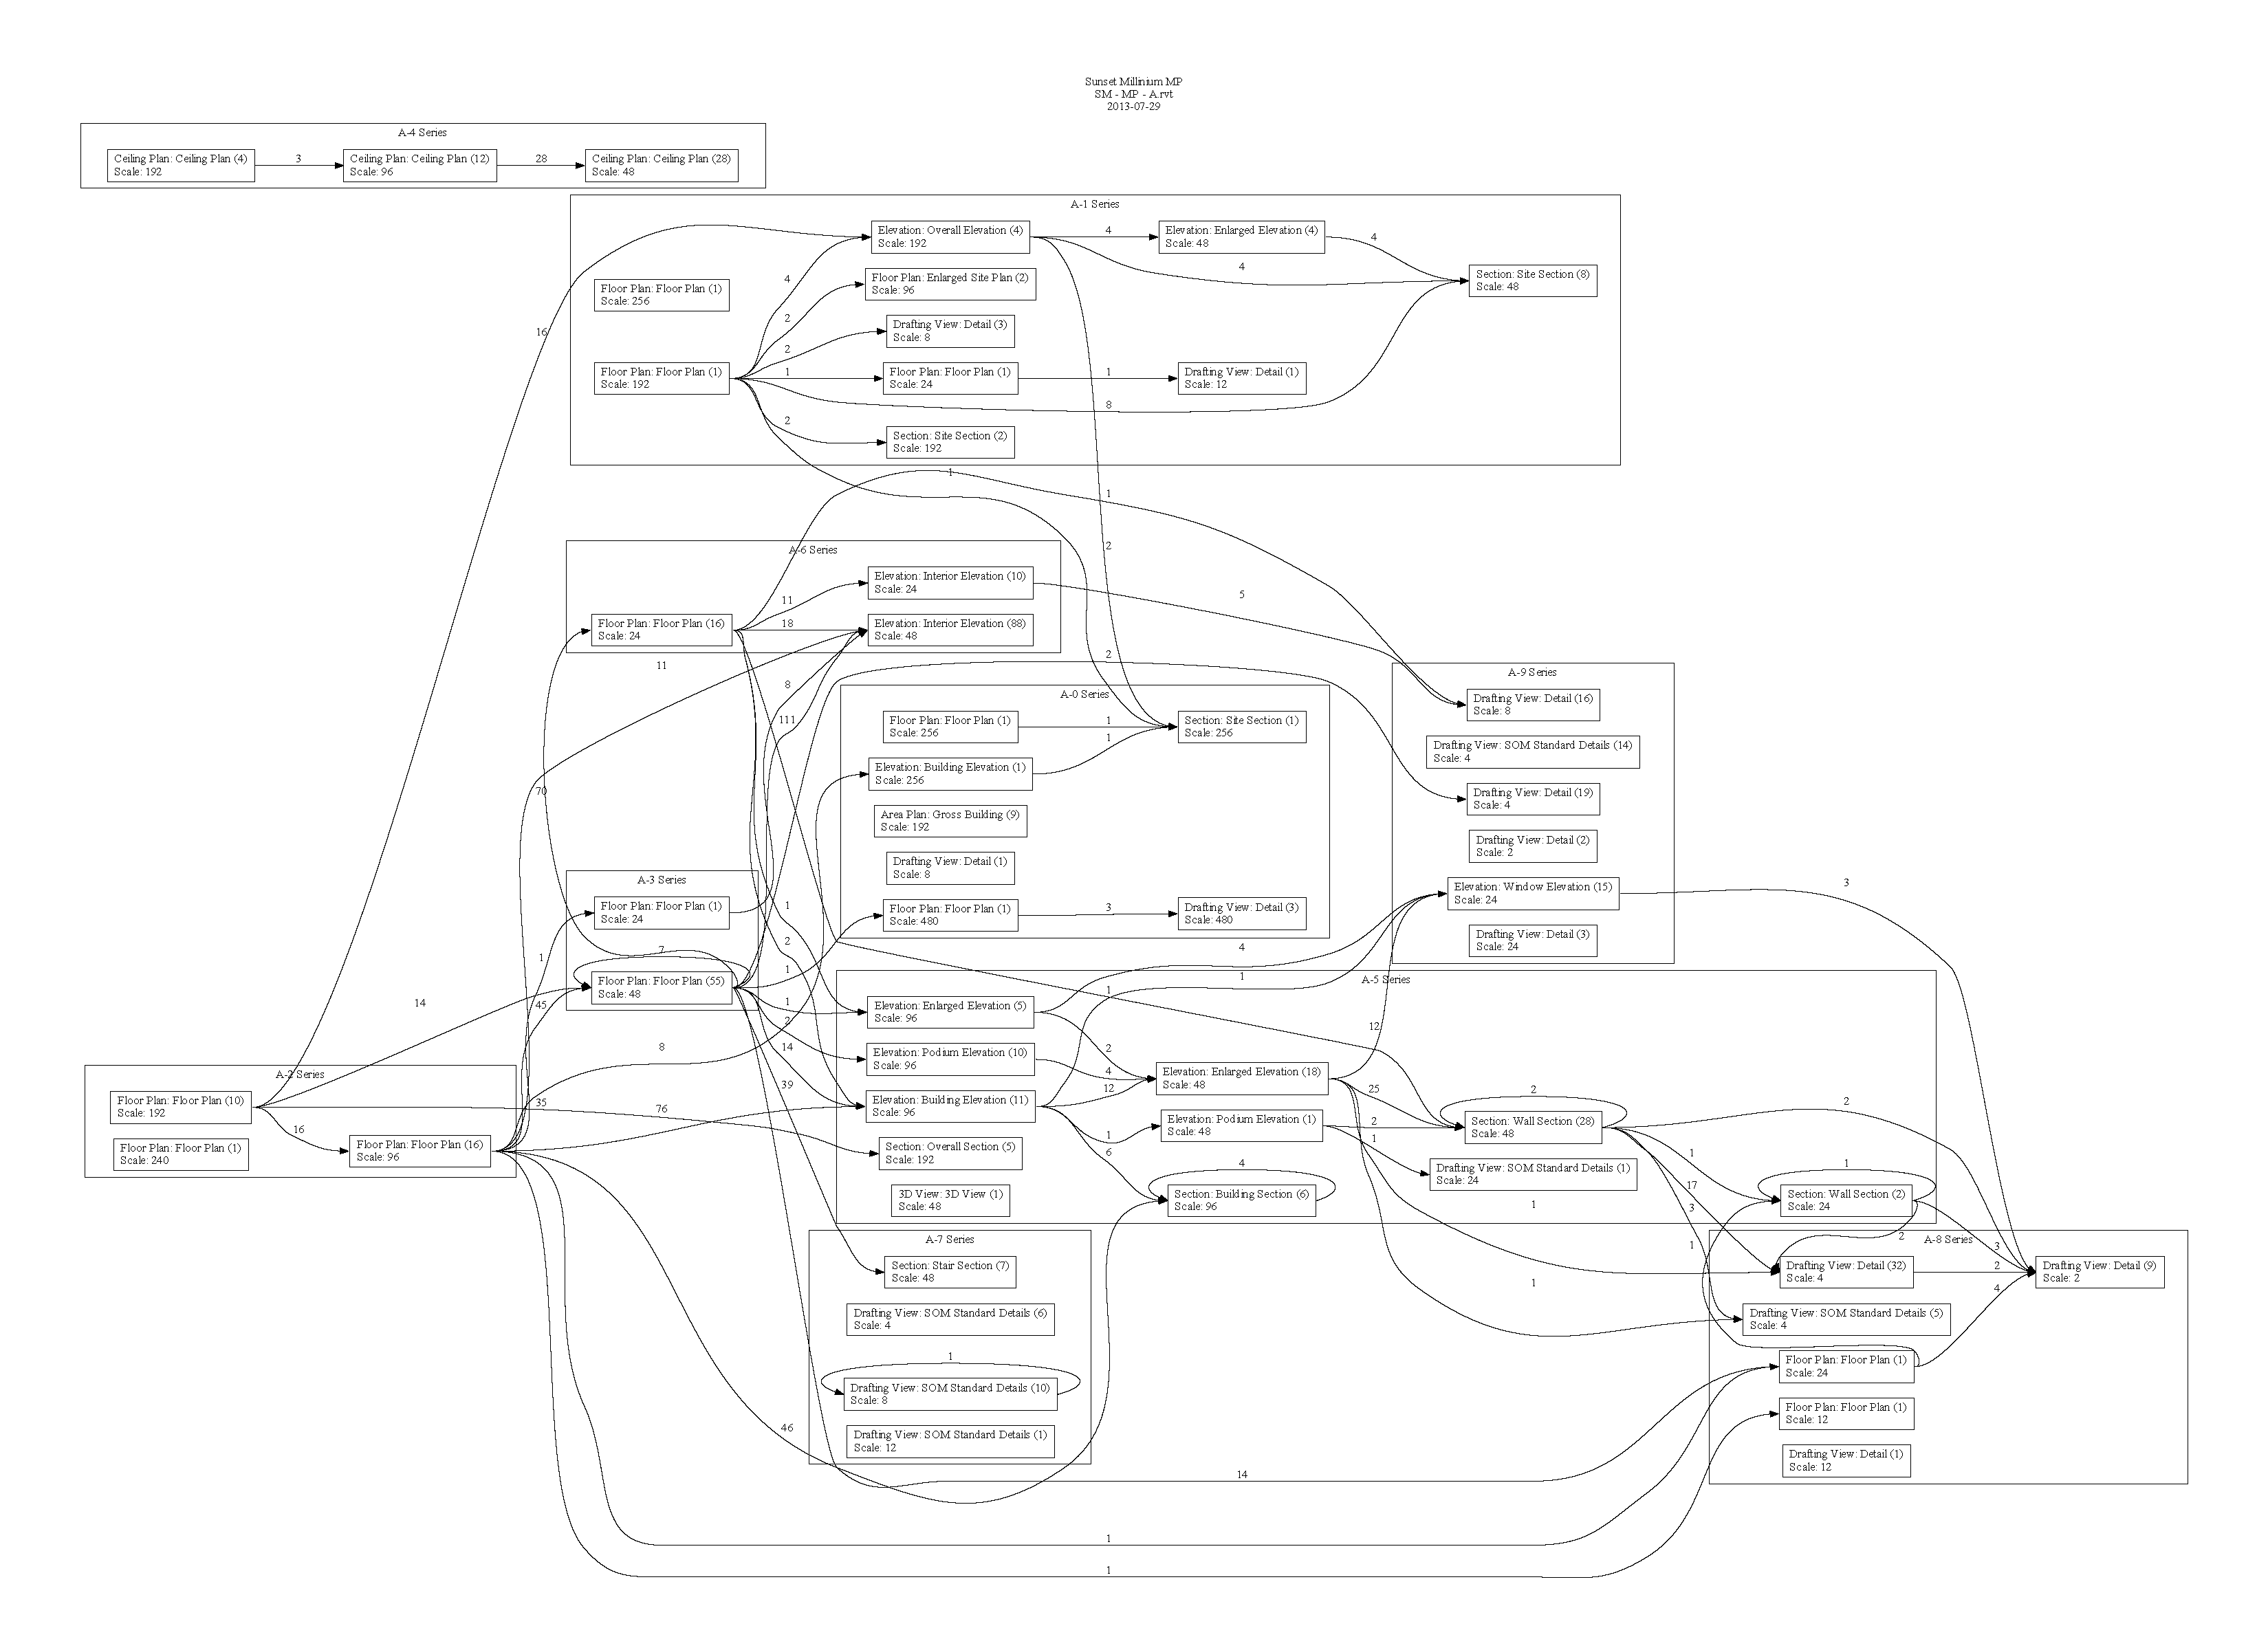 Sunset Millinium MP
SM - MP - A.rvt
2013-07-29
A-4 Series
Ceiling Plan: Ceiling Plan (4)
Scale: 192
3
Ceiling Plan: Ceiling Plan (12)
Scale: 96
28
Ceiling Plan: Ceiling Plan (28)
Scale: 48
A-1 Series
Elevation: Overall Elevation (4)
Scale: 192
4
Elevation: Enlarged Elevation (4)
Scale: 48
4
4
Section: Site Section (8)
Scale: 48
4
Floor Plan: Enlarged Site Plan (2)
Scale: 96
Floor Plan: Floor Plan (1)
Scale: 256
2
Drafting View: Detail (3)
Scale: 8
16
2
Floor Plan: Floor Plan (1)
Scale: 192
1
Floor Plan: Floor Plan (1)
Scale: 24
1
Drafting View: Detail (1)
Scale: 12
8
2
Section: Site Section (2)
Scale: 192
1
1
2
A-6 Series
Elevation: Interior Elevation (10)
Scale: 24
11
5
Floor Plan: Floor Plan (16)
Scale: 24
18
Elevation: Interior Elevation (88)
Scale: 48
11
2
8
111
70
A-0 Series
Floor Plan: Floor Plan (1)
Scale: 256
1
Section: Site Section (1)
Scale: 256
1
Elevation: Building Elevation (1)
Scale: 256
Area Plan: Gross Building (9)
Scale: 192
Drafting View: Detail (1)
Scale: 8
Floor Plan: Floor Plan (1)
Scale: 480
3
Drafting View: Detail (3)
Scale: 480
A-9 Series
Drafting View: Detail (16)
Scale: 8
Drafting View: SOM Standard Details (14)
Scale: 4
Drafting View: Detail (19)
Scale: 4
Drafting View: Detail (2)
Scale: 2
Elevation: Window Elevation (15)
Scale: 24
3
Drafting View: Detail (3)
Scale: 24
A-3 Series
Floor Plan: Floor Plan (1)
Scale: 24
7
Floor Plan: Floor Plan (55)
Scale: 48
1
45
14
8
35
76
1
2
1
1
2
14
39
4
1
1
A-2 Series
Floor Plan: Floor Plan (10)
Scale: 192
16
Floor Plan: Floor Plan (1)
Scale: 240
Floor Plan: Floor Plan (16)
Scale: 96
A-5 Series
Elevation: Enlarged Elevation (5)
Scale: 96
Elevation: Podium Elevation (10)
Scale: 96
Elevation: Building Elevation (11)
Scale: 96
Section: Overall Section (5)
Scale: 192
3D View: 3D View (1)
Scale: 48
2
4
12
1
6
Elevation: Enlarged Elevation (18)
Scale: 48
Elevation: Podium Elevation (1)
Scale: 48
4
Section: Building Section (6)
Scale: 96
12
25
2
1
2
Section: Wall Section (28)
Scale: 48
Drafting View: SOM Standard Details (1)
Scale: 24
1
1
2
1
17
3
1
1
Section: Wall Section (2)
Scale: 24
A-7 Series
Section: Stair Section (7)
Scale: 48
Drafting View: SOM Standard Details (6)
Scale: 4
1
Drafting View: SOM Standard Details (10)
Scale: 8
Drafting View: SOM Standard Details (1)
Scale: 12
46
14
1
1
A-8 Series
2
3
Drafting View: Detail (32)
Scale: 4
2
Drafting View: Detail (9)
Scale: 2
4
Drafting View: SOM Standard Details (5)
Scale: 4
Floor Plan: Floor Plan (1)
Scale: 24
Floor Plan: Floor Plan (1)
Scale: 12
Drafting View: Detail (1)
Scale: 12